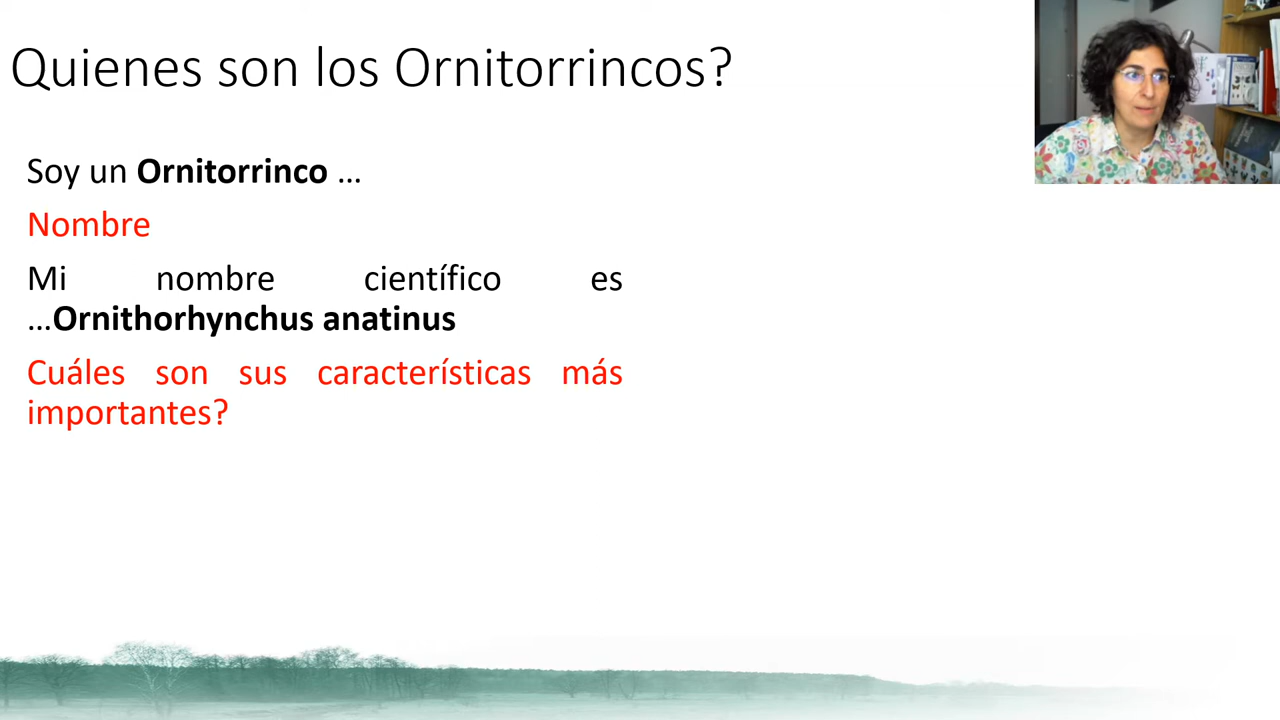 Quienes son los Ornitorrincos?
Soy un Ornitorrinco ...
Nombre
Mi nombre científico es
...Ornithorhynchus anatinus
Cuáles son sus características más
importantes?